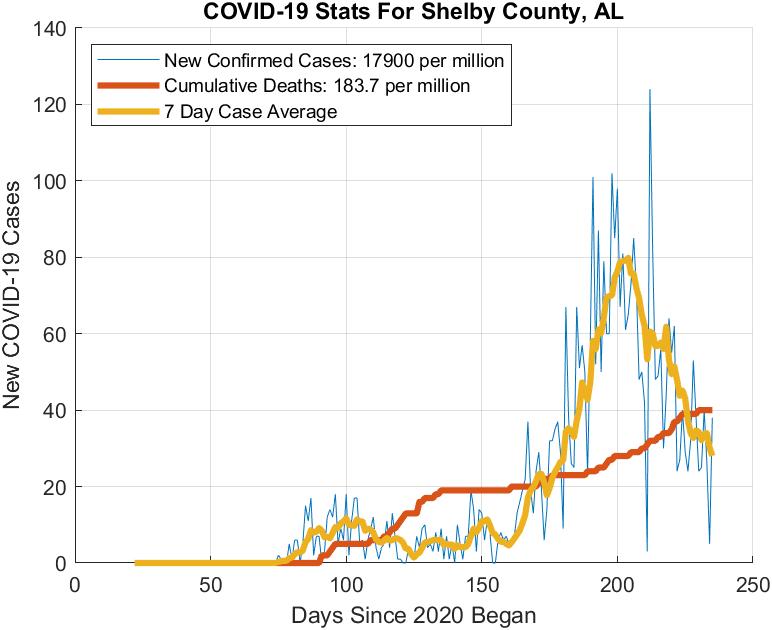 COVID-19 Stats For Shelby County, AL
New Confirmed Cases: 17900 per million
Cumulative Deaths: 183.7 per million
7 Day Case Average
New COVID-19 Cases
140
120
100
80
60
40
20
0
0 50 100 150 200 250
Days Since 2020 Began